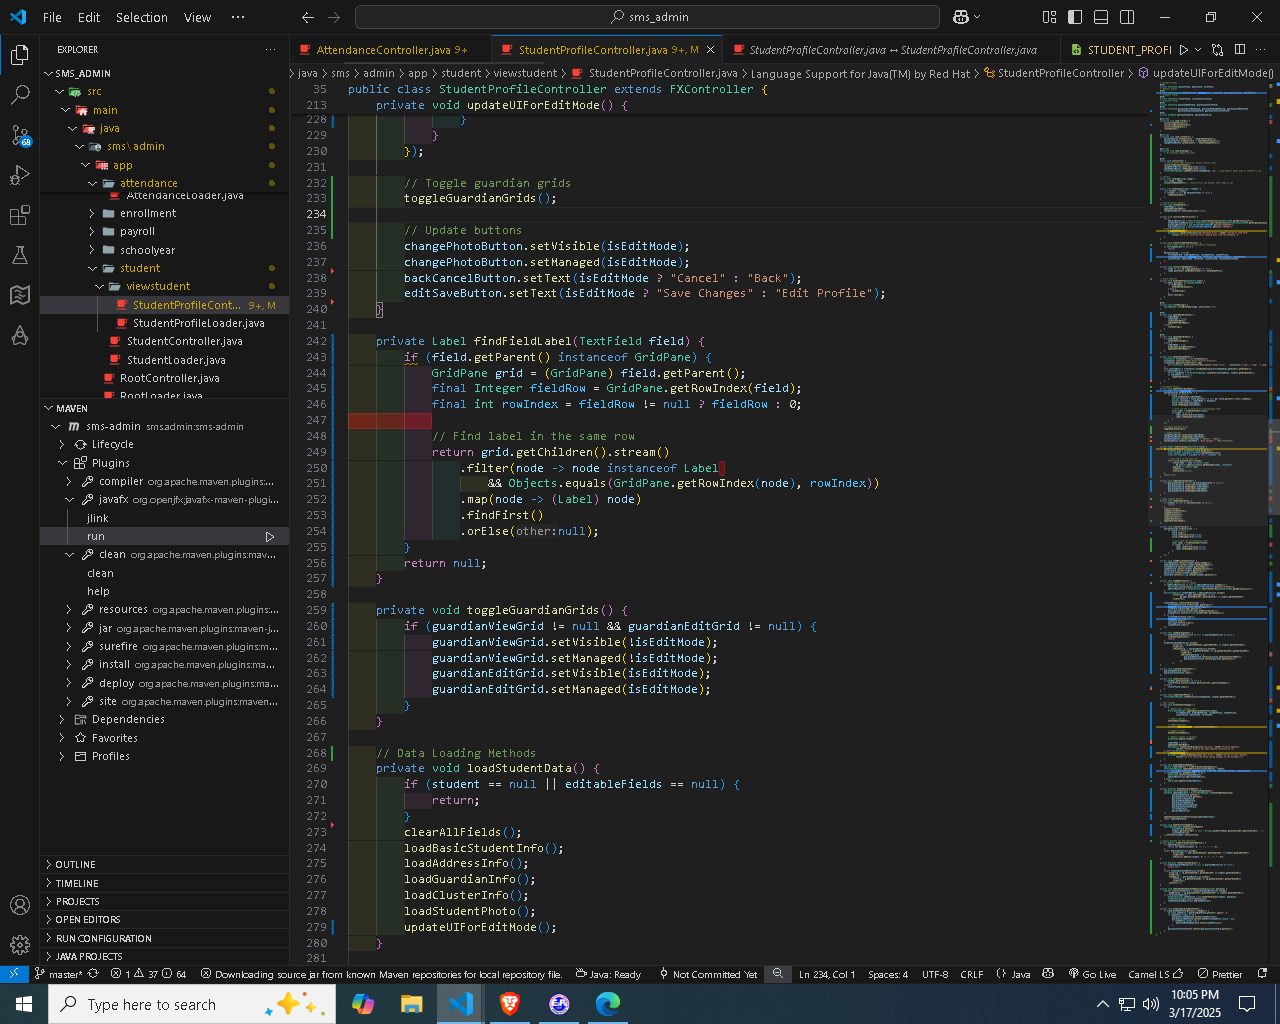 File Edit Selection View ··· sms_admin
EXPLORER ···
AttendanceController.java 9+
StudentProfileController.java 9+, M
StudentProfileController.java ↔ StudentProfileController.java
STUDENT_PROFI
java > sms > admin > app > student > viewstudent > StudentProfileController.java > Language Support for Java(TM) by Red Hat > StudentProfileController > updateUIForEditMode()
SMS_ADMIN
src
main
java
sms\admin
app
attendance
AttendanceLoader.java
enrollment
payroll
schoolyear
student
viewstudent
StudentProfileCont... 9+, M
StudentProfileLoader.java
StudentController.java
StudentLoader.java
RootController.java
RootLoader.java
MAVEN
sms-admin sms.admin:sms-admin
Lifecycle
Plugins
compiler org.apache.maven.plugins:...
javafx org.openjfx:javafx-maven-plugi...
jlink
run
clean org.apache.maven.plugins:mav...
clean
help
resources org.apache.maven.plugins:...
jar org.apache.maven.plugins:maven-j...
surefire org.apache.maven.plugins:ma...
install org.apache.maven.plugins:ma...
deploy org.apache.maven.plugins:ma...
site org.apache.maven.plugins:maven...
Dependencies
Favorites
Profiles
OUTLINE
TIMELINE
PROJECTS
OPEN EDITORS
RUN CONFIGURATION
JAVA PROJECTS
35 public class StudentProfileController extends FXController {
213 private void updateUIForEditMode() {
228 }
229 }
230 });
231
232 // Toggle guardian grids
233 toggleGuardianGrids();
234
235 // Update buttons
236 changePhotoButton.setVisible(isEditMode);
237 changePhotoButton.setManaged(isEditMode);
238 backCancelButton.setText(isEditMode ? "Cancel" : "Back");
239 editSaveButton.setText(isEditMode ? "Save Changes" : "Edit Profile");
240 }
241
242 private Label findFieldLabel(TextField field) {
243 if (field.getParent() instanceof GridPane) {
244 GridPane grid = (GridPane) field.getParent();
245 final Integer fieldRow = GridPane.getRowIndex(field);
246 final int rowIndex = fieldRow != null ? fieldRow : 0;
247
248 // Find label in the same row
249 return grid.getChildren().stream()
250 .filter(node -> node instanceof Label
251 && Objects.equals(GridPane.getRowIndex(node), rowIndex))
252 .map(node -> (Label) node)
253 .findFirst()
254 .orElse(other:null);
255 }
256 return null;
257 }
258
259 private void toggleGuardianGrids() {
260 if (guardianViewGrid != null && guardianEditGrid != null) {
261 guardianViewGrid.setVisible(!isEditMode);
262 guardianViewGrid.setManaged(!isEditMode);
263 guardianEditGrid.setVisible(isEditMode);
264 guardianEditGrid.setManaged(isEditMode);
265 }
266 }
267
268 // Data Loading Methods
269 private void loadStudentData() {
270 if (student == null || editableFields == null) {
271 return;
272 }
273 clearAllFields();
274 loadBasicStudentInfo();
275 loadAddressInfo();
276 loadGuardianInfo();
277 loadClusterInfo();
278 loadStudentPhoto();
279 updateUIForEditMode();
280 }
281
68
master* 1 37 64 Downloading source jar from known Maven repositories for local repository file. Java: Ready Not Committed Yet Ln 234, Col 1 Spaces: 4 UTF-8 CRLF Java Go Live Camel LS Prettier
Type here to search
10:05 PM
3/17/2025